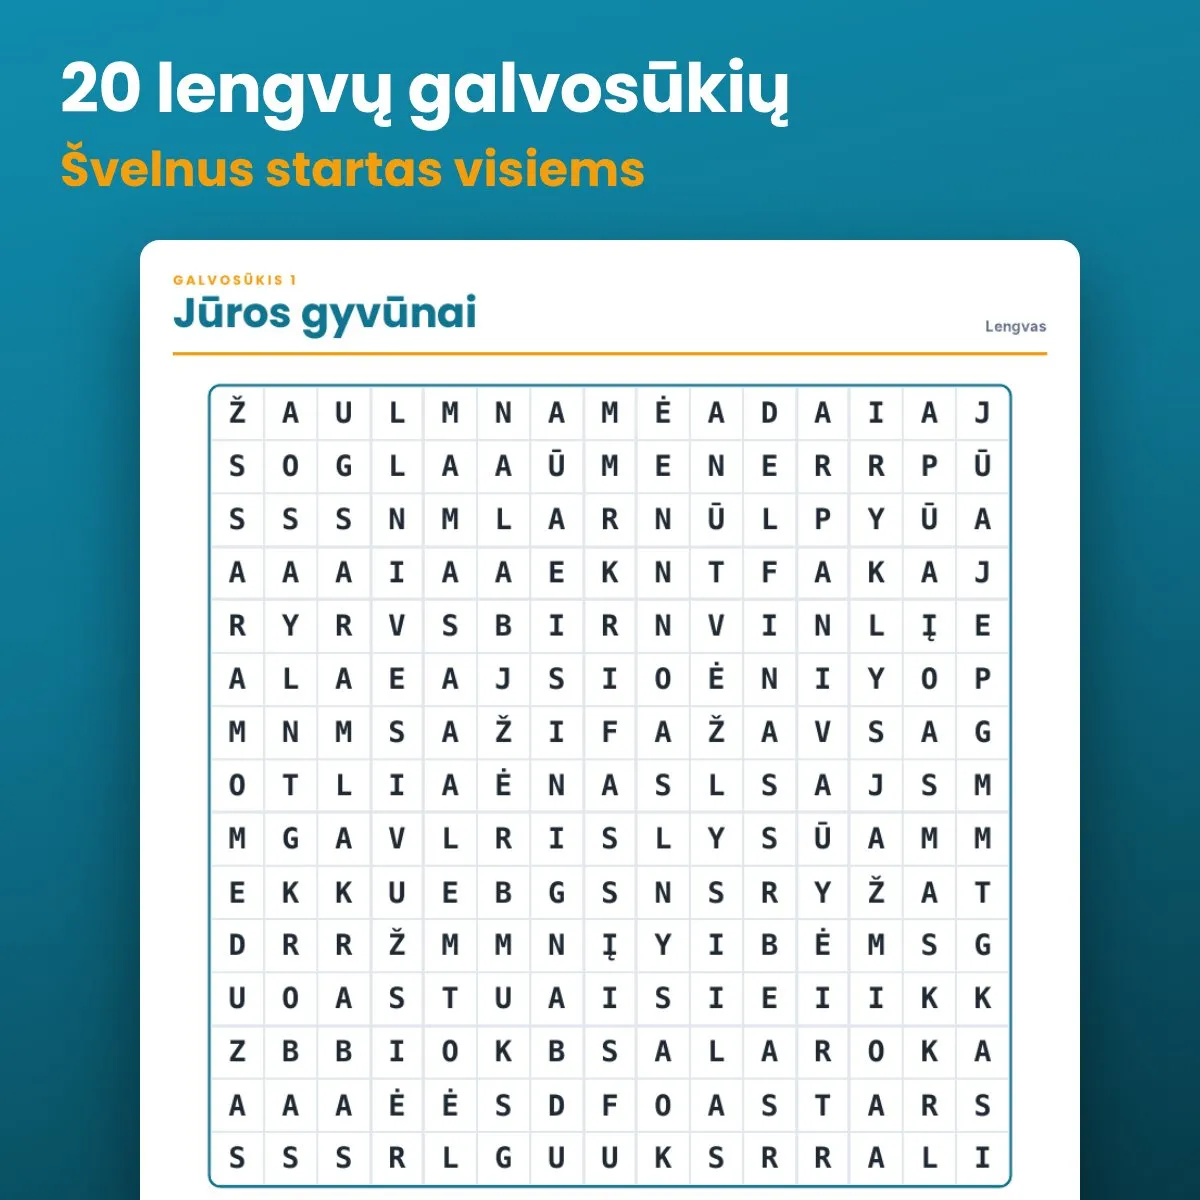 20 lengvų galvosūkių
Švelnus startas visiems
GALVOSŪKIS 1
Jūros gyvūnai
Lengvas
Ž A U L M N A M Ė A D A I A J
S O G L A A Ū M E N E R R P Ū
S S S N M L A R N Ū L P Y Ū A
A A A I A A E K N T F A K A J
R Y R V S B I R N V I N L Į E
A L A E A J S I O Ė N I Y O P
M N M S A Ž I F A Ž A V S A G
O T L I A Ė N A S L S A J S M
M G A V L R I S L Y S Ū A M M
E K K U E B G S N S R Y Ž A T
D R R Ž M M N Į Y I B Ė M S G
U O A S T U A I S I E I I K K
Z B B I O K B S A L A R O K A
A A A Ė Ė S D F O A S T A R S
S S S R L G U U K S R R A L I